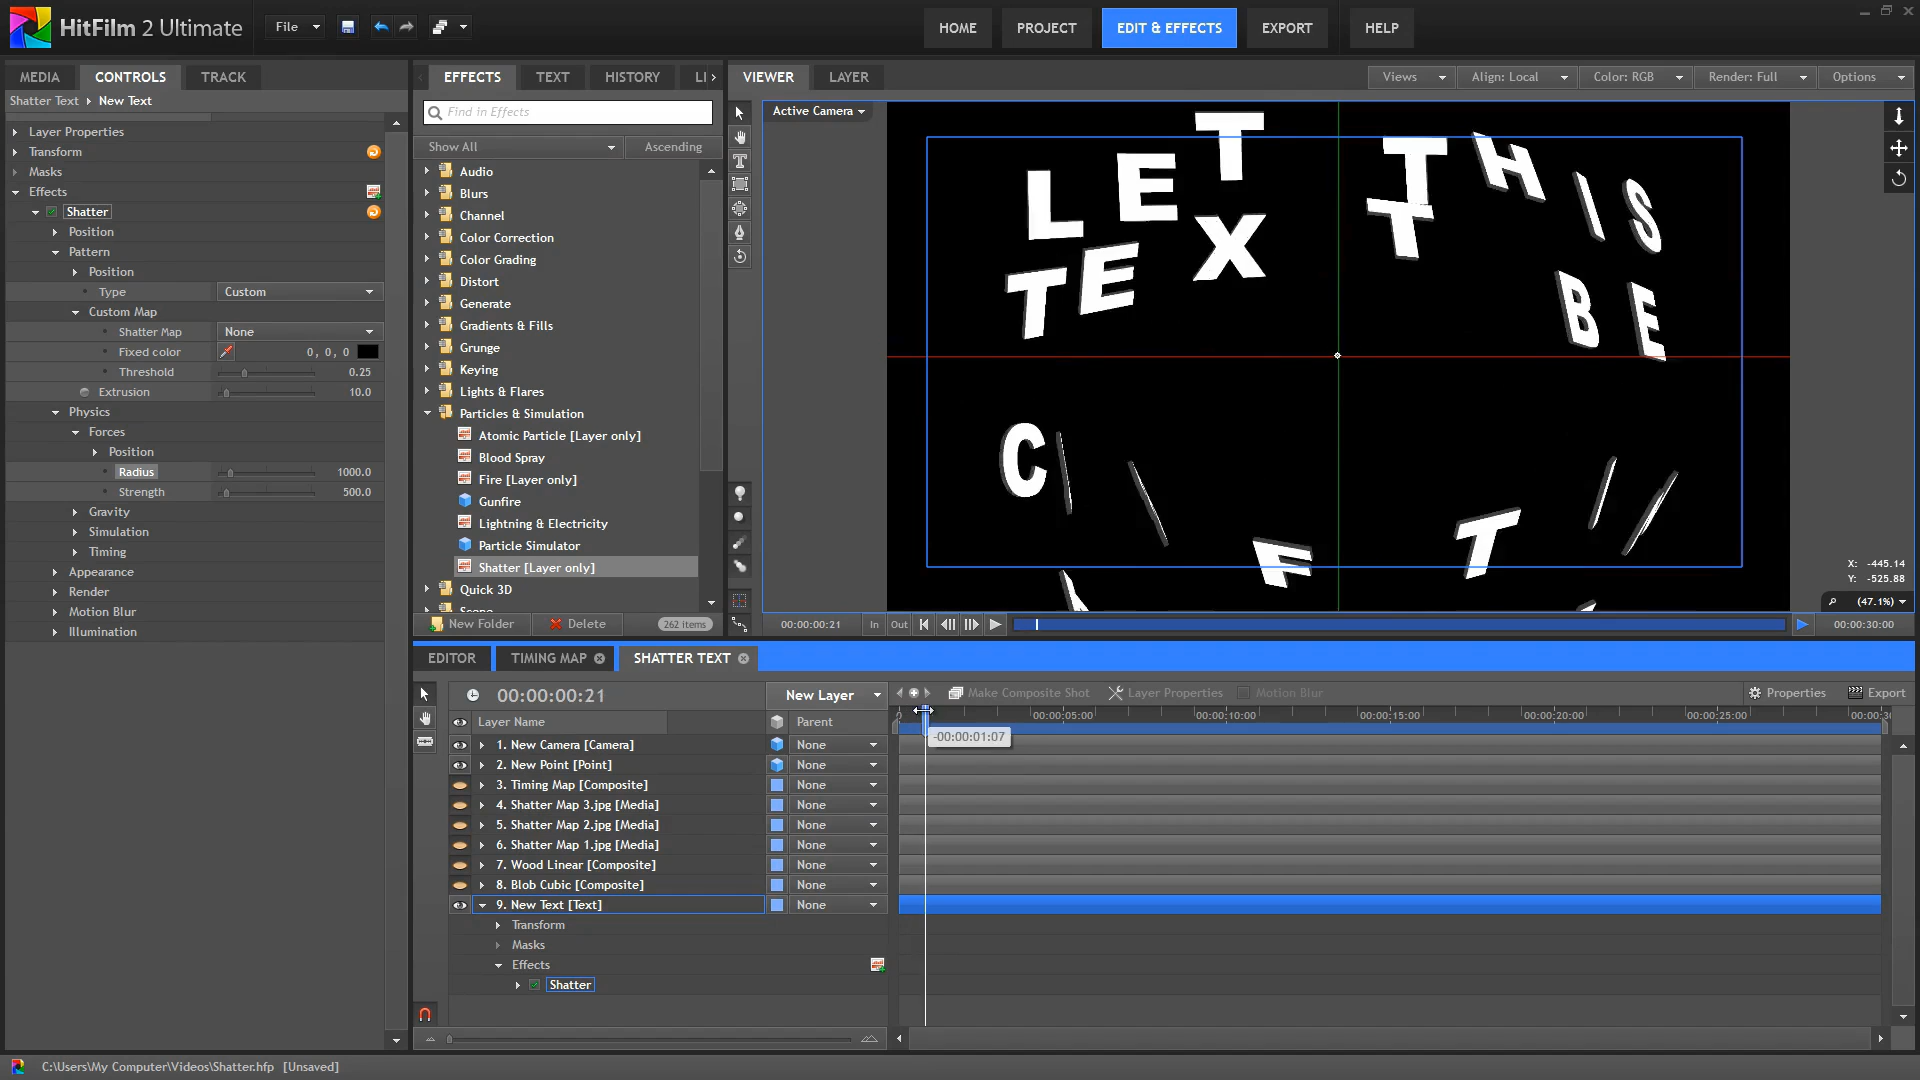 HitFilm 2 Ultimate
File
HOME
PROJECT
EDIT & EFFECTS
EXPORT
HELP
MEDIA
CONTROLS
TRACK
Shatter Text
New Text
Layer Properties
Transform
Masks
Effects
Shatter
Position
Pattern
Position
Type
Custom
Custom Map
Shatter Map
None
Fixed color
0, 0, 0
Threshold
0.25
Extrusion
10.0
Physics
Forces
Position
Radius
1000.0
Strength
500.0
Gravity
Simulation
Timing
Appearance
Render
Motion Blur
Illumination
EFFECTS
TEXT
HISTORY
LI
Find in Effects
Show All
Ascending
Audio
Blurs
Channel
Color Correction
Color Grading
Distort
Generate
Gradients & Fills
Grunge
Keying
Lights & Flares
Particles & Simulation
Atomic Particle [Layer only]
Blood Spray
Fire [Layer only]
Gunfire
Lightning & Electricity
Particle Simulator
Shatter [Layer only]
Quick 3D
New Folder
Delete
262 items
VIEWER
LAYER
Views
Align: Local
Color: RGB
Render: Full
Options
Active Camera
LET THIS
TEXT BE
C
F T
X: -445.14
Y: -525.88
(47.1%)
00:00:00:21
In
Out
00:00:30:00
EDITOR
TIMING MAP
SHATTER TEXT
00:00:00:21
New Layer
Make Composite Shot
Layer Properties
Motion Blur
Properties
Export
Layer Name
Parent
0
00:00:05:00
00:00:10:00
00:00:15:00
00:00:20:00
00:00:25:00
00:00:30
-00:00:01:07
1. New Camera [Camera]
None
2. New Point [Point]
None
3. Timing Map [Composite]
None
4. Shatter Map 3.jpg [Media]
None
5. Shatter Map 2.jpg [Media]
None
6. Shatter Map 1.jpg [Media]
None
7. Wood Linear [Composite]
None
8. Blob Cubic [Composite]
None
9. New Text [Text]
None
Transform
Masks
Effects
Shatter
C:\Users\My Computer\Videos\Shatter.hfp [Unsaved]